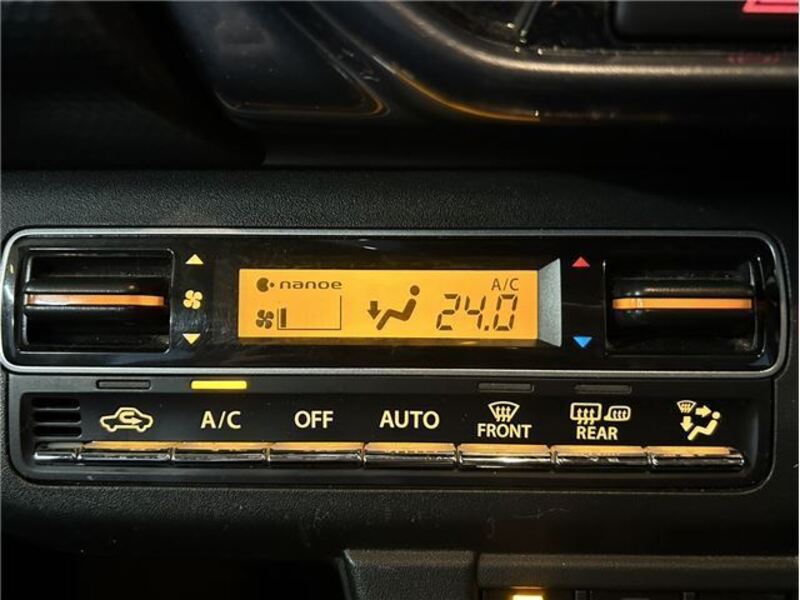 nanoe
A/C
24.0
A/C
OFF
AUTO
FRONT
REAR